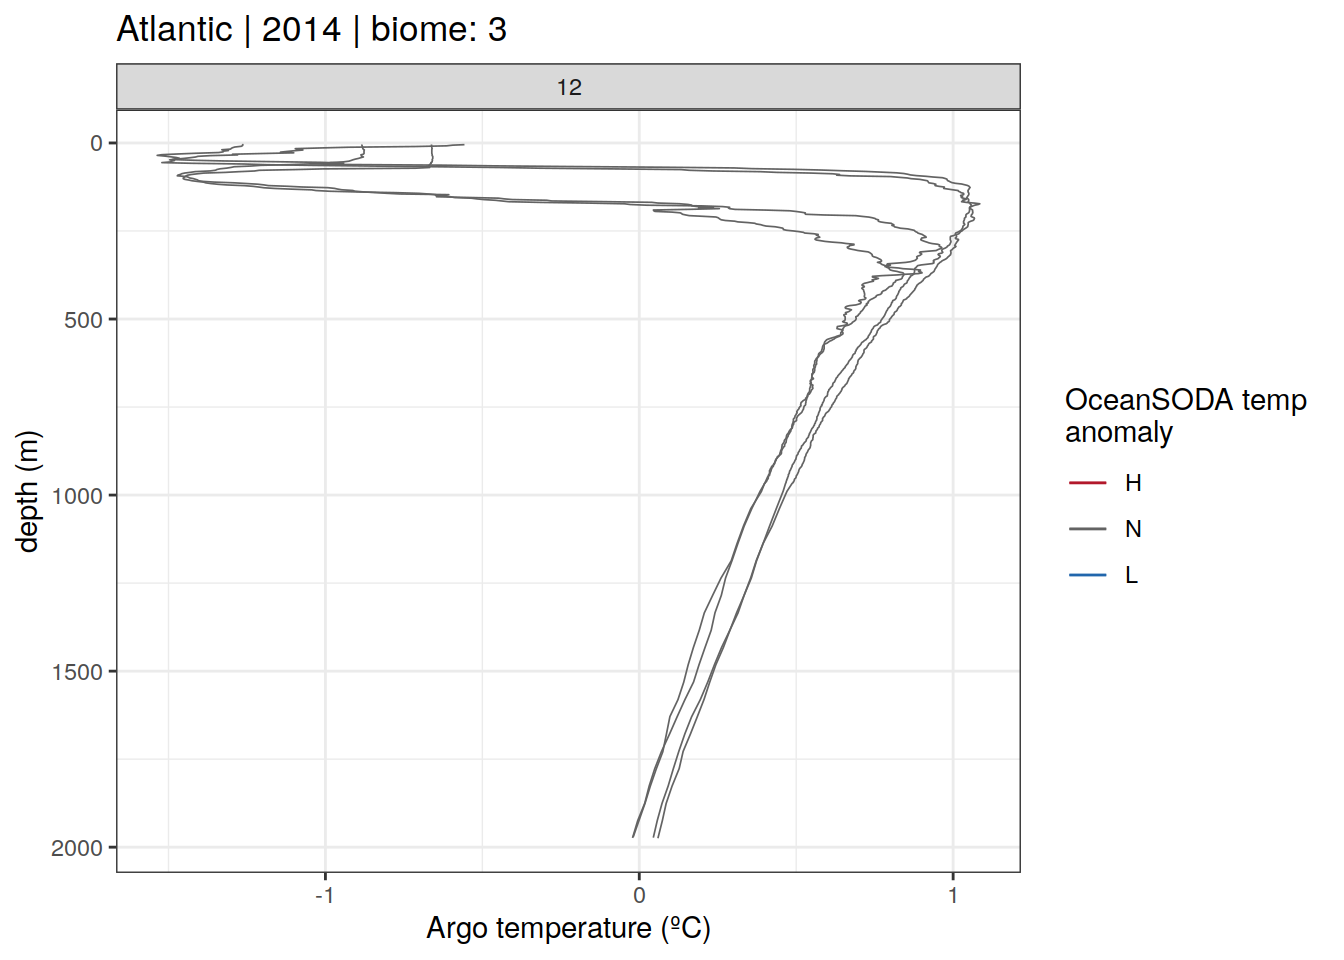 Atlantic | 2014 | biome: 3
12
0
500
1000
1500
2000
depth (m)
-1
0
1
Argo temperature (ºC)
OceanSODA temp
anomaly
H
N
L